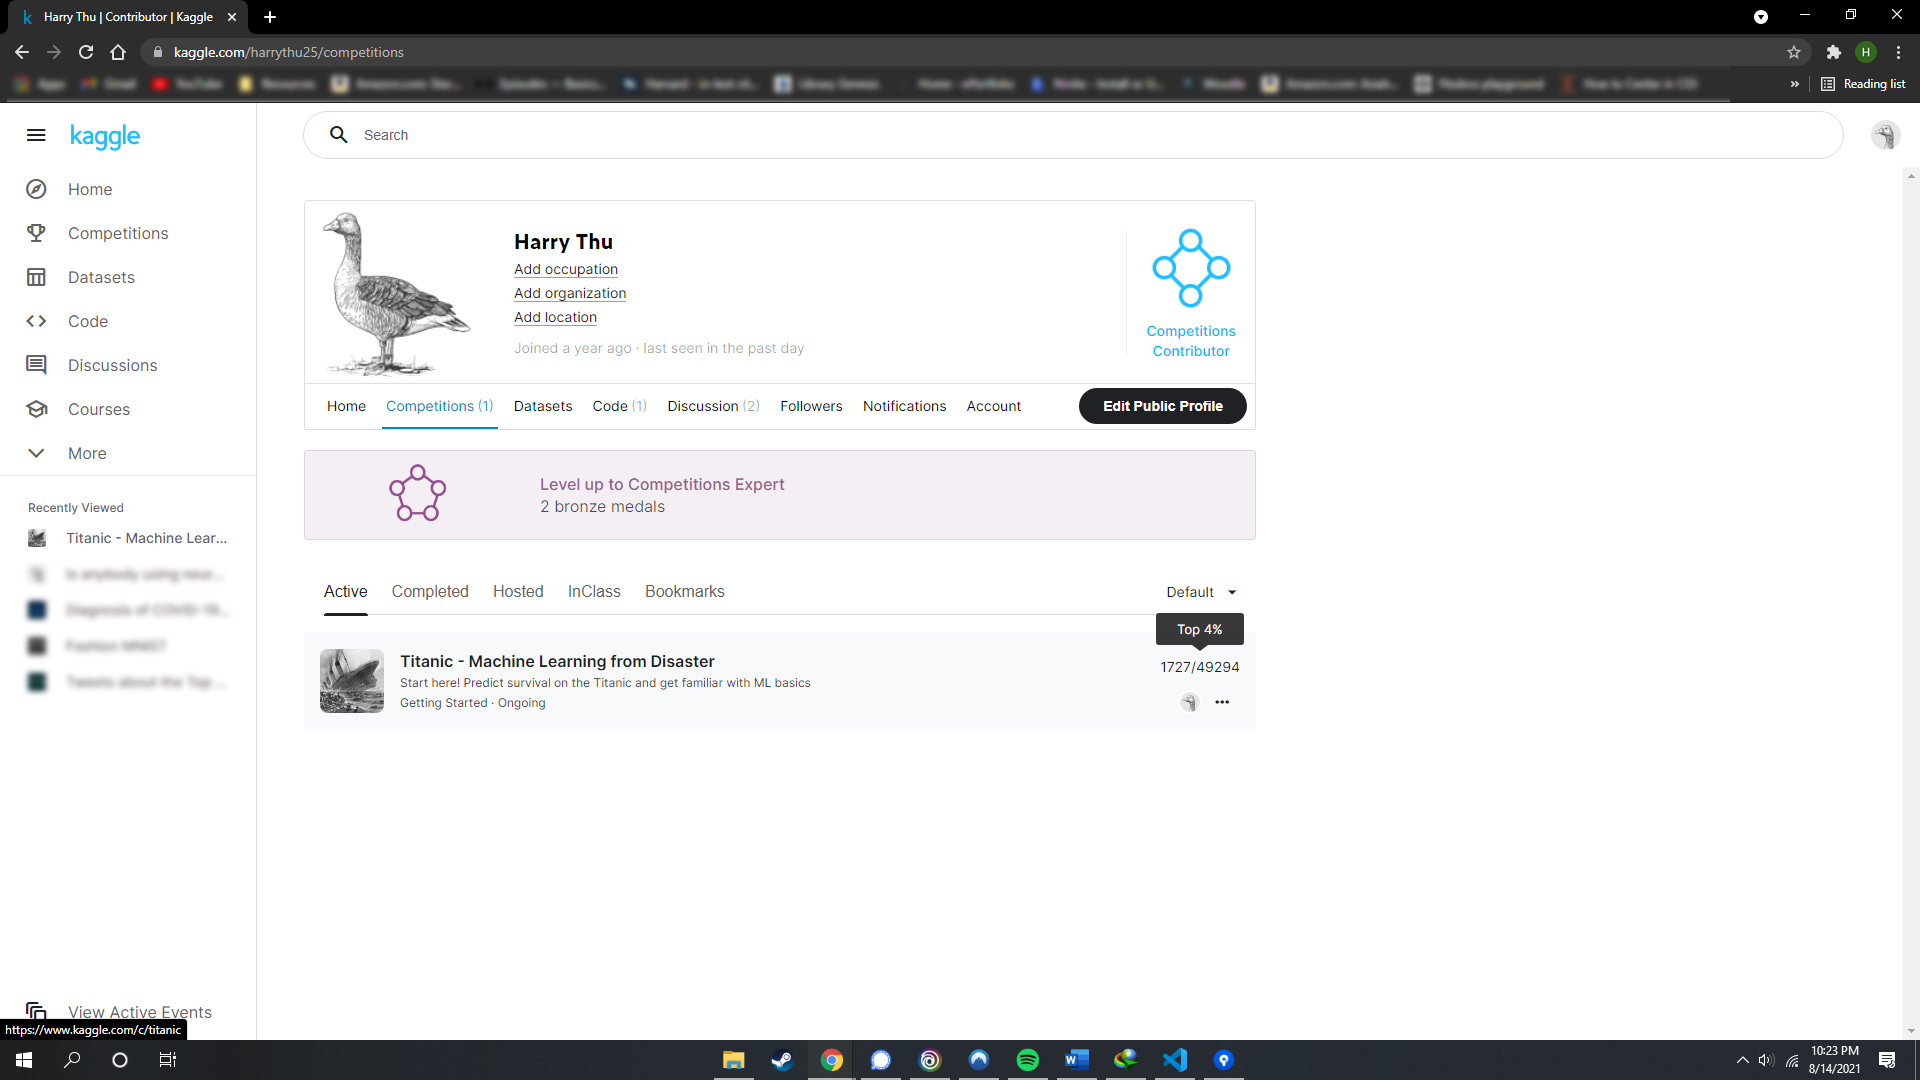 Harry Thu | Contributor | Kaggle
kaggle.com/harrythu25/competitions
Reading list
kaggle
Search
Home
Competitions
Datasets
Code
Discussions
Courses
More
Recently Viewed
Titanic - Machine Lear...
View Active Events
https://www.kaggle.com/c/titanic
Harry Thu
Add occupation
Add organization
Add location
Joined a year ago · last seen in the past day
Competitions
Contributor
Home Competitions (1) Datasets Code (1) Discussion (2) Followers Notifications Account Edit Public Profile
Level up to Competitions Expert
2 bronze medals
Active Completed Hosted InClass Bookmarks Default
Top 4%
Titanic - Machine Learning from Disaster
1727/49294
Start here! Predict survival on the Titanic and get familiar with ML basics
Getting Started · Ongoing
10:23 PM
8/14/2021